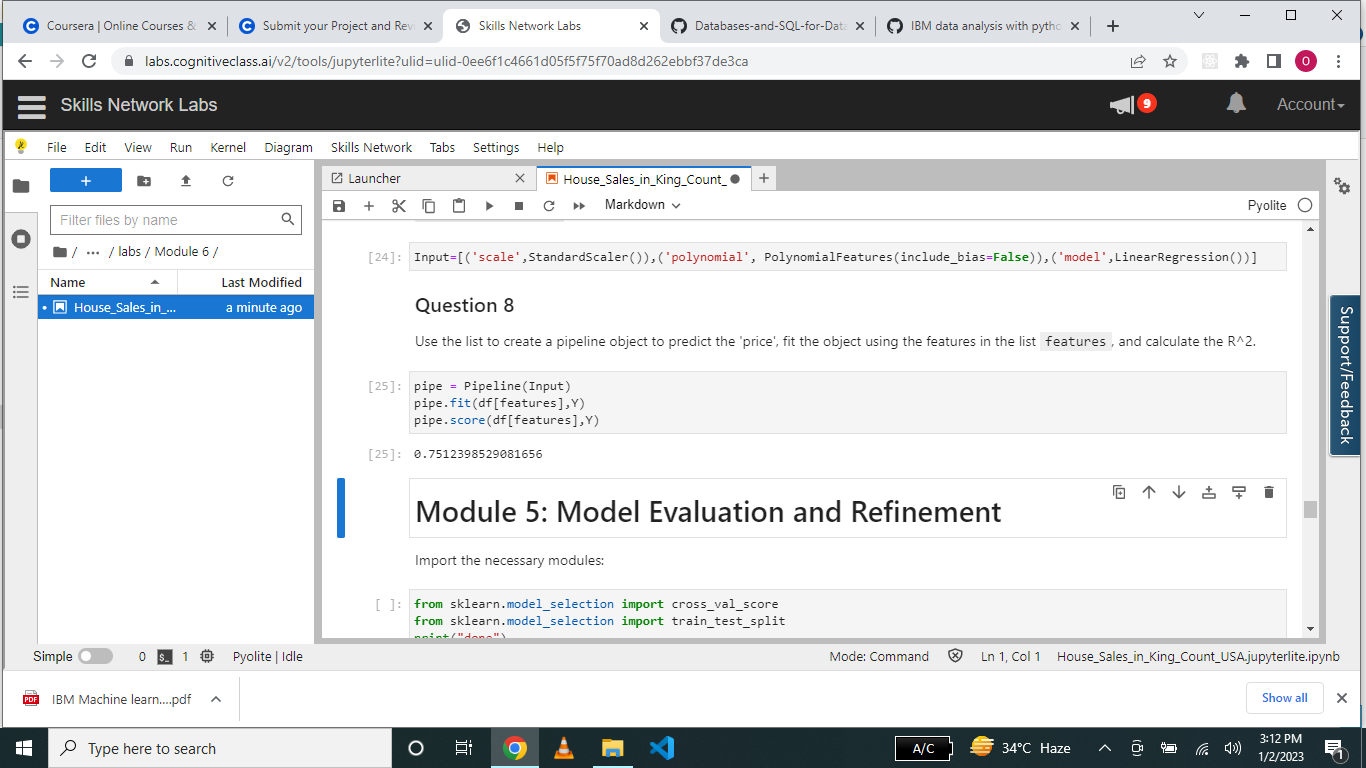 Coursera | Online Courses &
Submit your Project and Rev
Skills Network Labs
Databases-and-SQL-for-Data
IBM data analysis with pytho
labs.cognitiveclass.ai/v2/tools/jupyterlite?ulid=ulid-0ee6f1c4661d05f5f75f70ad8d262ebbf37de3ca
O
Skills Network Labs
9
Account
File Edit View Run Kernel Diagram Skills Network Tabs Settings Help
Launcher
House_Sales_in_King_Count_
Filter files by name
Markdown
Pyolite
/ ... / labs / Module 6 /
Name
Last Modified
House_Sales_in_...
a minute ago
[24]: Input=[('scale',StandardScaler()),('polynomial', PolynomialFeatures(include_bias=False)),('model',LinearRegression())]
Question 8
Use the list to create a pipeline object to predict the 'price', fit the object using the features in the list features, and calculate the R^2.
[25]: pipe = Pipeline(Input)
pipe.fit(df[features],Y)
pipe.score(df[features],Y)
[25]: 0.7512398529081656
Module 5: Model Evaluation and Refinement
Import the necessary modules:
[ ]: from sklearn.model_selection import cross_val_score
from sklearn.model_selection import train_test_split
print("done")
Support/Feedback
Simple
0
$_
1
Pyolite | Idle
Mode: Command
Ln 1, Col 1
House_Sales_in_King_Count_USA.jupyterlite.ipynb
PDF
IBM Machine learn....pdf
Show all
Type here to search
A/C
34°C Haze
3:12 PM
1/2/2023
1